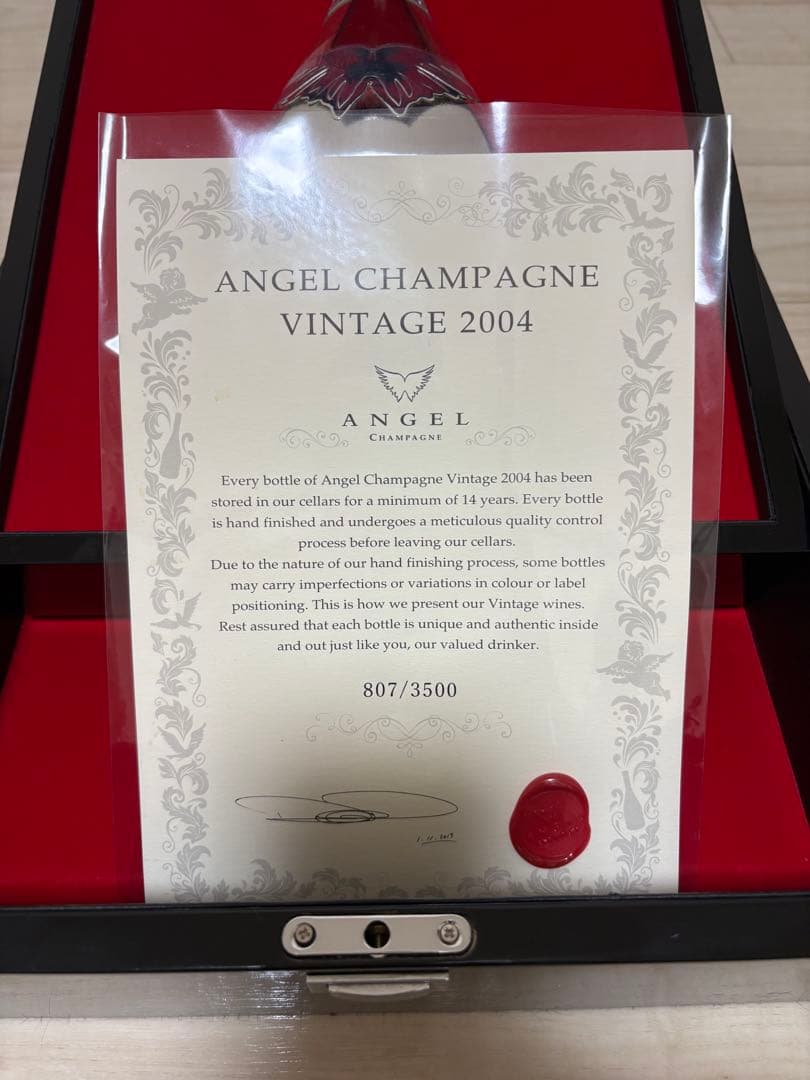 ANGEL CHAMPAGNE
VINTAGE 2004
ANGEL
CHAMPAGNE
Every bottle of Angel Champagne Vintage 2004 has been
stored in our cellars for a minimum of 14 years. Every bottle
is hand finished and undergoes a meticulous quality control
process before leaving our cellars.
Due to the nature of our hand finishing process, some bottles
may carry imperfections or variations in colour or label
positioning. This is how we present our Vintage wines.
Rest assured that each bottle is unique and authentic inside
and out just like you, our valued drinker.
807/3500
1.11.2019